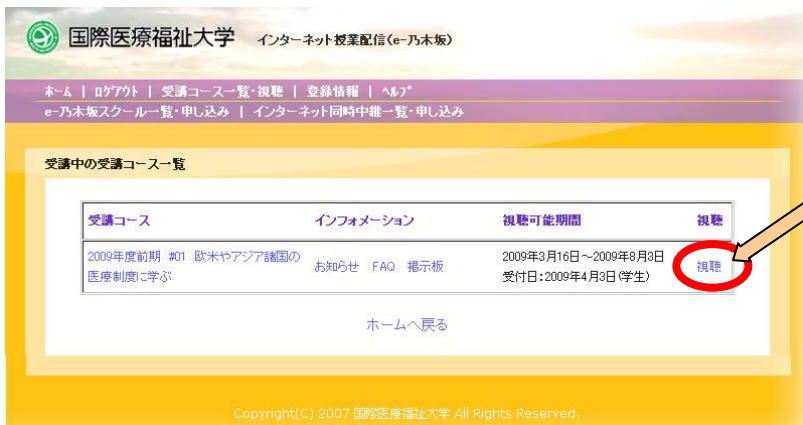 国際医療福祉大学 インターネット授業配信(e-乃木坂)
ホーム | ログアウト | 受講コース一覧・視聴 | 登録情報 | ヘルプ
e-乃木坂スクール一覧・申し込み | インターネット同時中継一覧・申し込み
受講中の受講コース一覧
受講コース インフォメーション 視聴可能期間 視聴
2009年度前期 #01 欧米やアジア諸国の医療制度に学ぶ お知らせ FAQ 掲示板 2009年3月16日～2009年8月3日 視聴
受付日:2009年4月3日(学生)
ホームへ戻る
Copyright(C) 2007 国際医療福祉大学 All Rights Reserved.